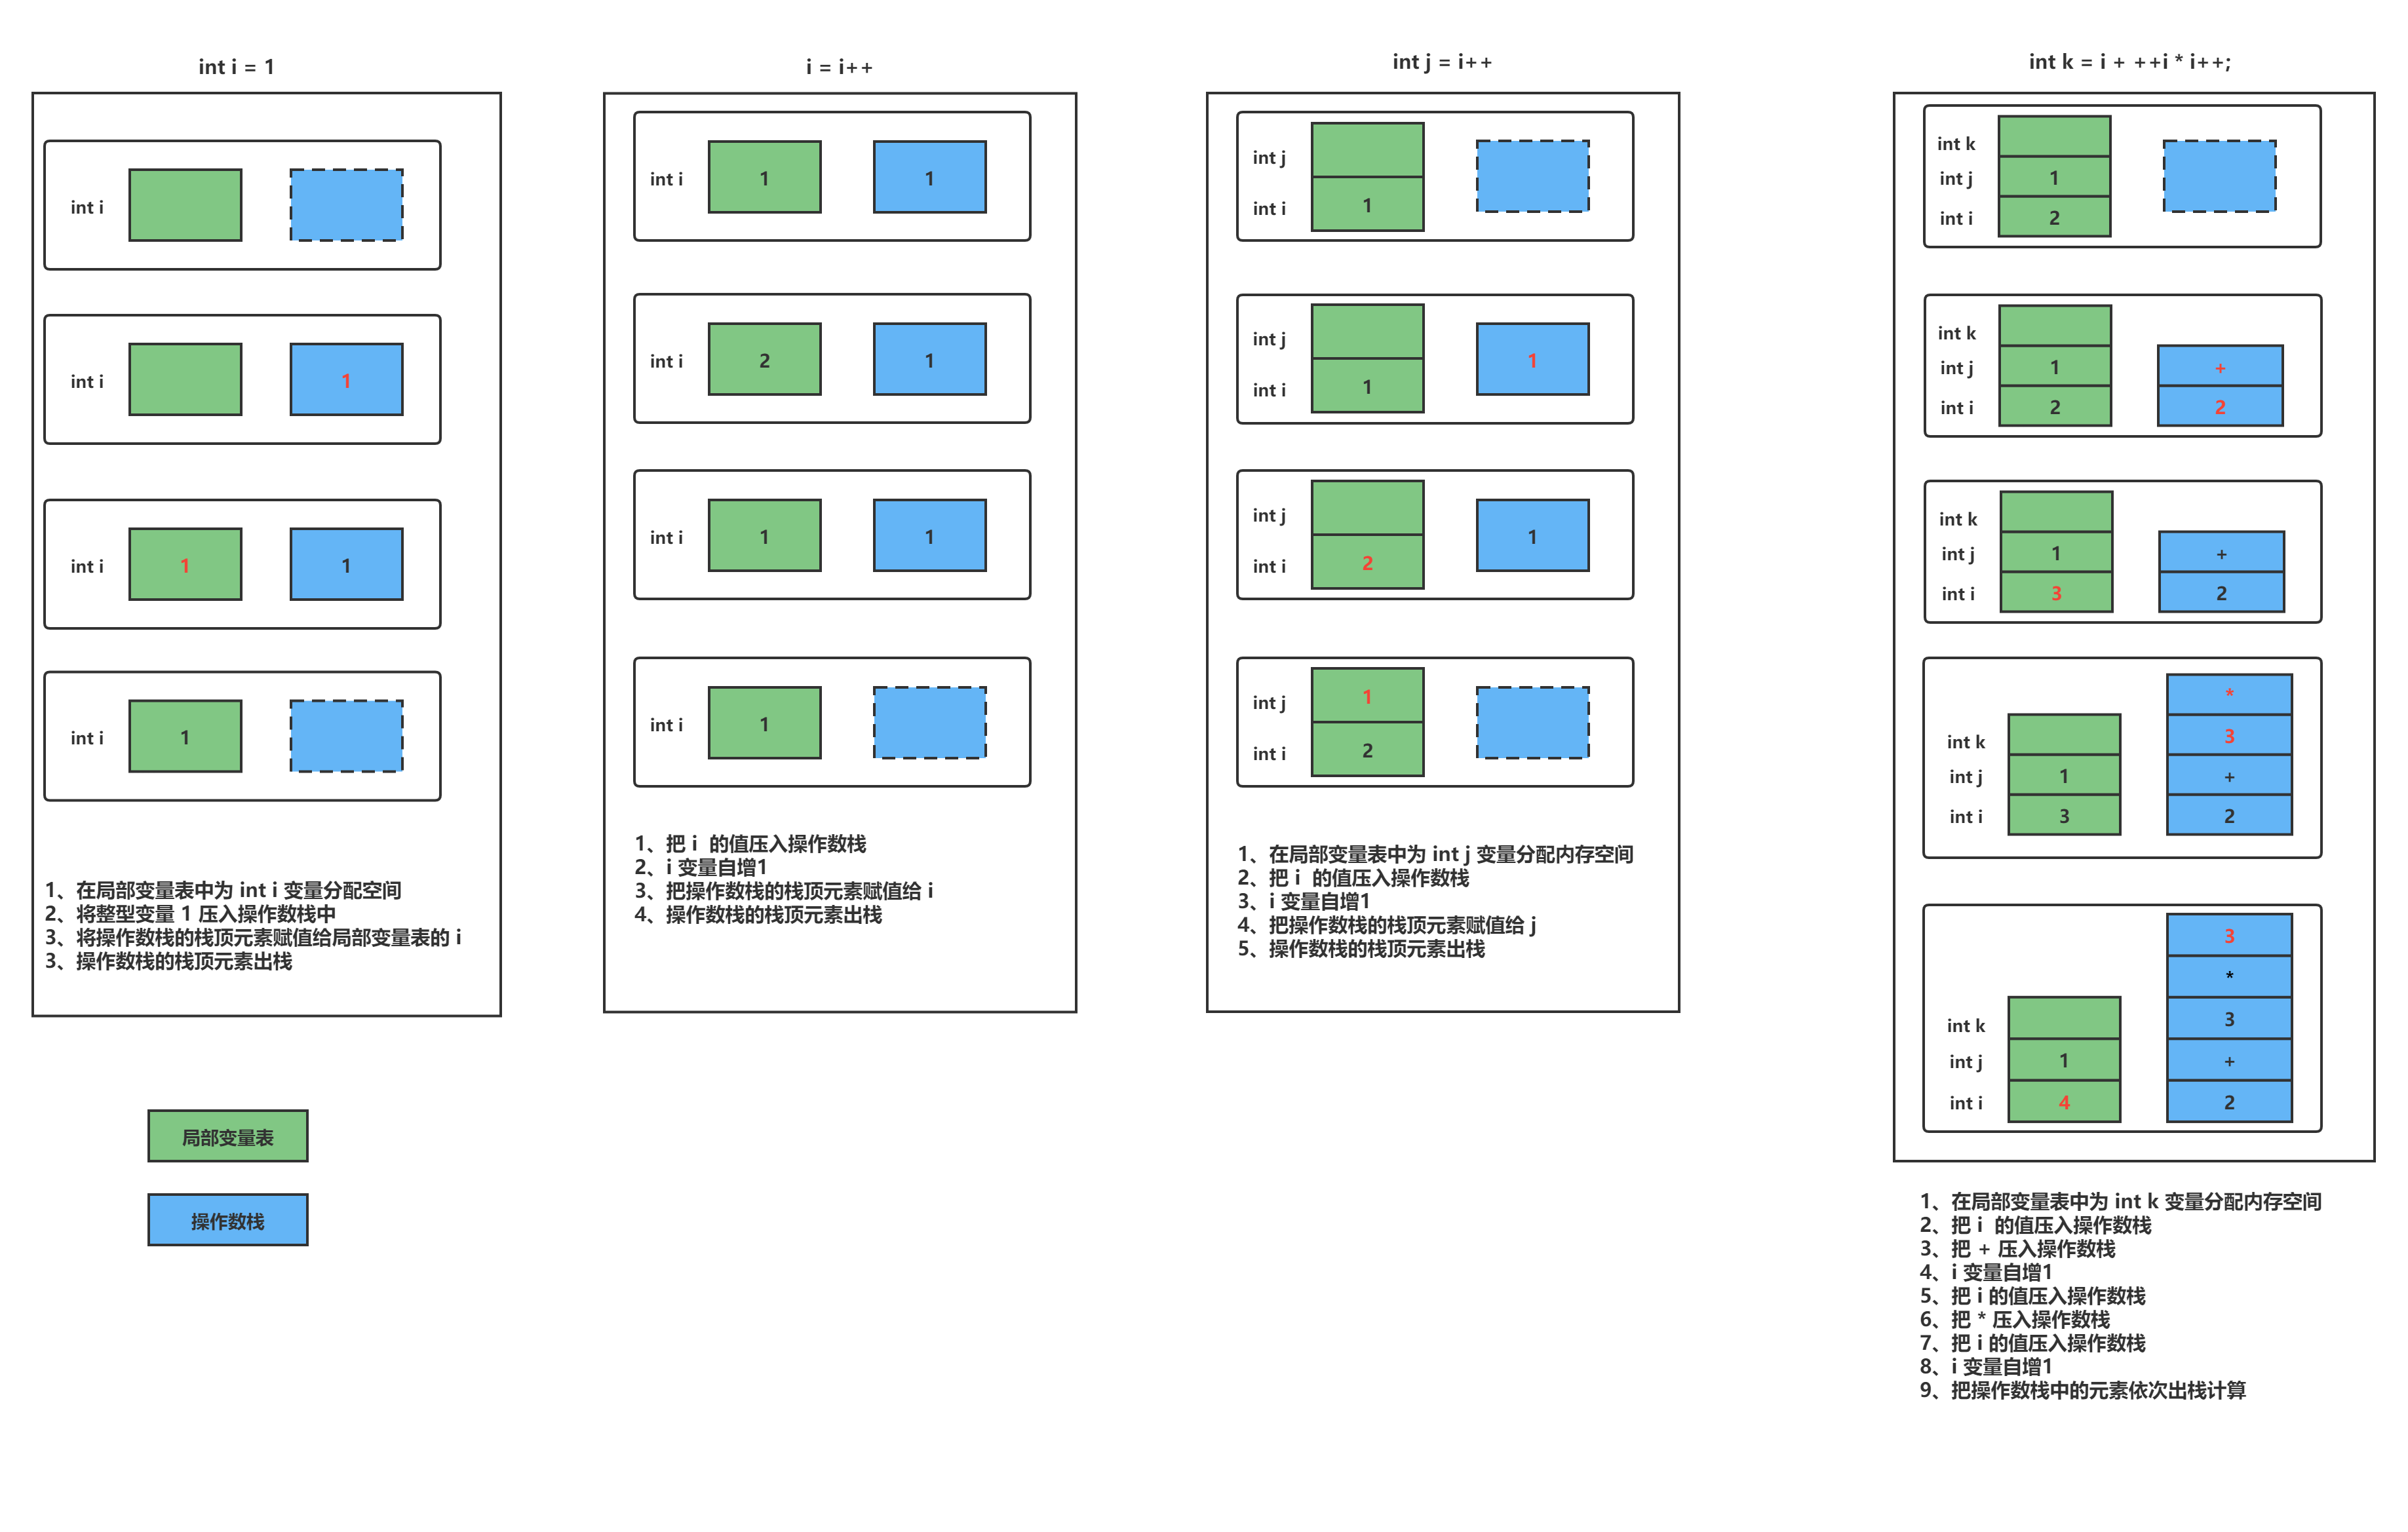 int i = 1
int i
int i
1
int i
1
1
int i
1
1、在局部变量表中为 int i 变量分配空间
2、将整型变量 1 压入操作数栈中
3、将操作数栈的栈顶元素赋值给局部变量表的 i
3、操作数栈的栈顶元素出栈
局部变量表
操作数栈
i = i++
int i
1
1
int i
2
1
int i
1
1
int i
1
1、把 i 的值压入操作数栈
2、i 变量自增1
3、把操作数栈的栈顶元素赋值给 i
4、操作数栈的栈顶元素出栈
int j = i++
int j
int i
1
int j
int i
1
1
int j
int i
2
1
int j
1
int i
2
1、在局部变量表中为 int j 变量分配内存空间
2、把 i 的值压入操作数栈
3、i 变量自增1
4、把操作数栈的栈顶元素赋值给 j
5、操作数栈的栈顶元素出栈
int k = i + ++i * i++;
int k
int j
1
int i
2
int k
int j
1
+
int i
2
2
int k
int j
1
+
int i
3
2
*
int k
3
int j
1
+
int i
3
2
3
*
int k
3
int j
1
+
int i
4
2
1、在局部变量表中为 int k 变量分配内存空间
2、把 i 的值压入操作数栈
3、把 + 压入操作数栈
4、i 变量自增1
5、把 i 的值压入操作数栈
6、把 * 压入操作数栈
7、把 i 的值压入操作数栈
8、i 变量自增1
9、把操作数栈中的元素依次出栈计算